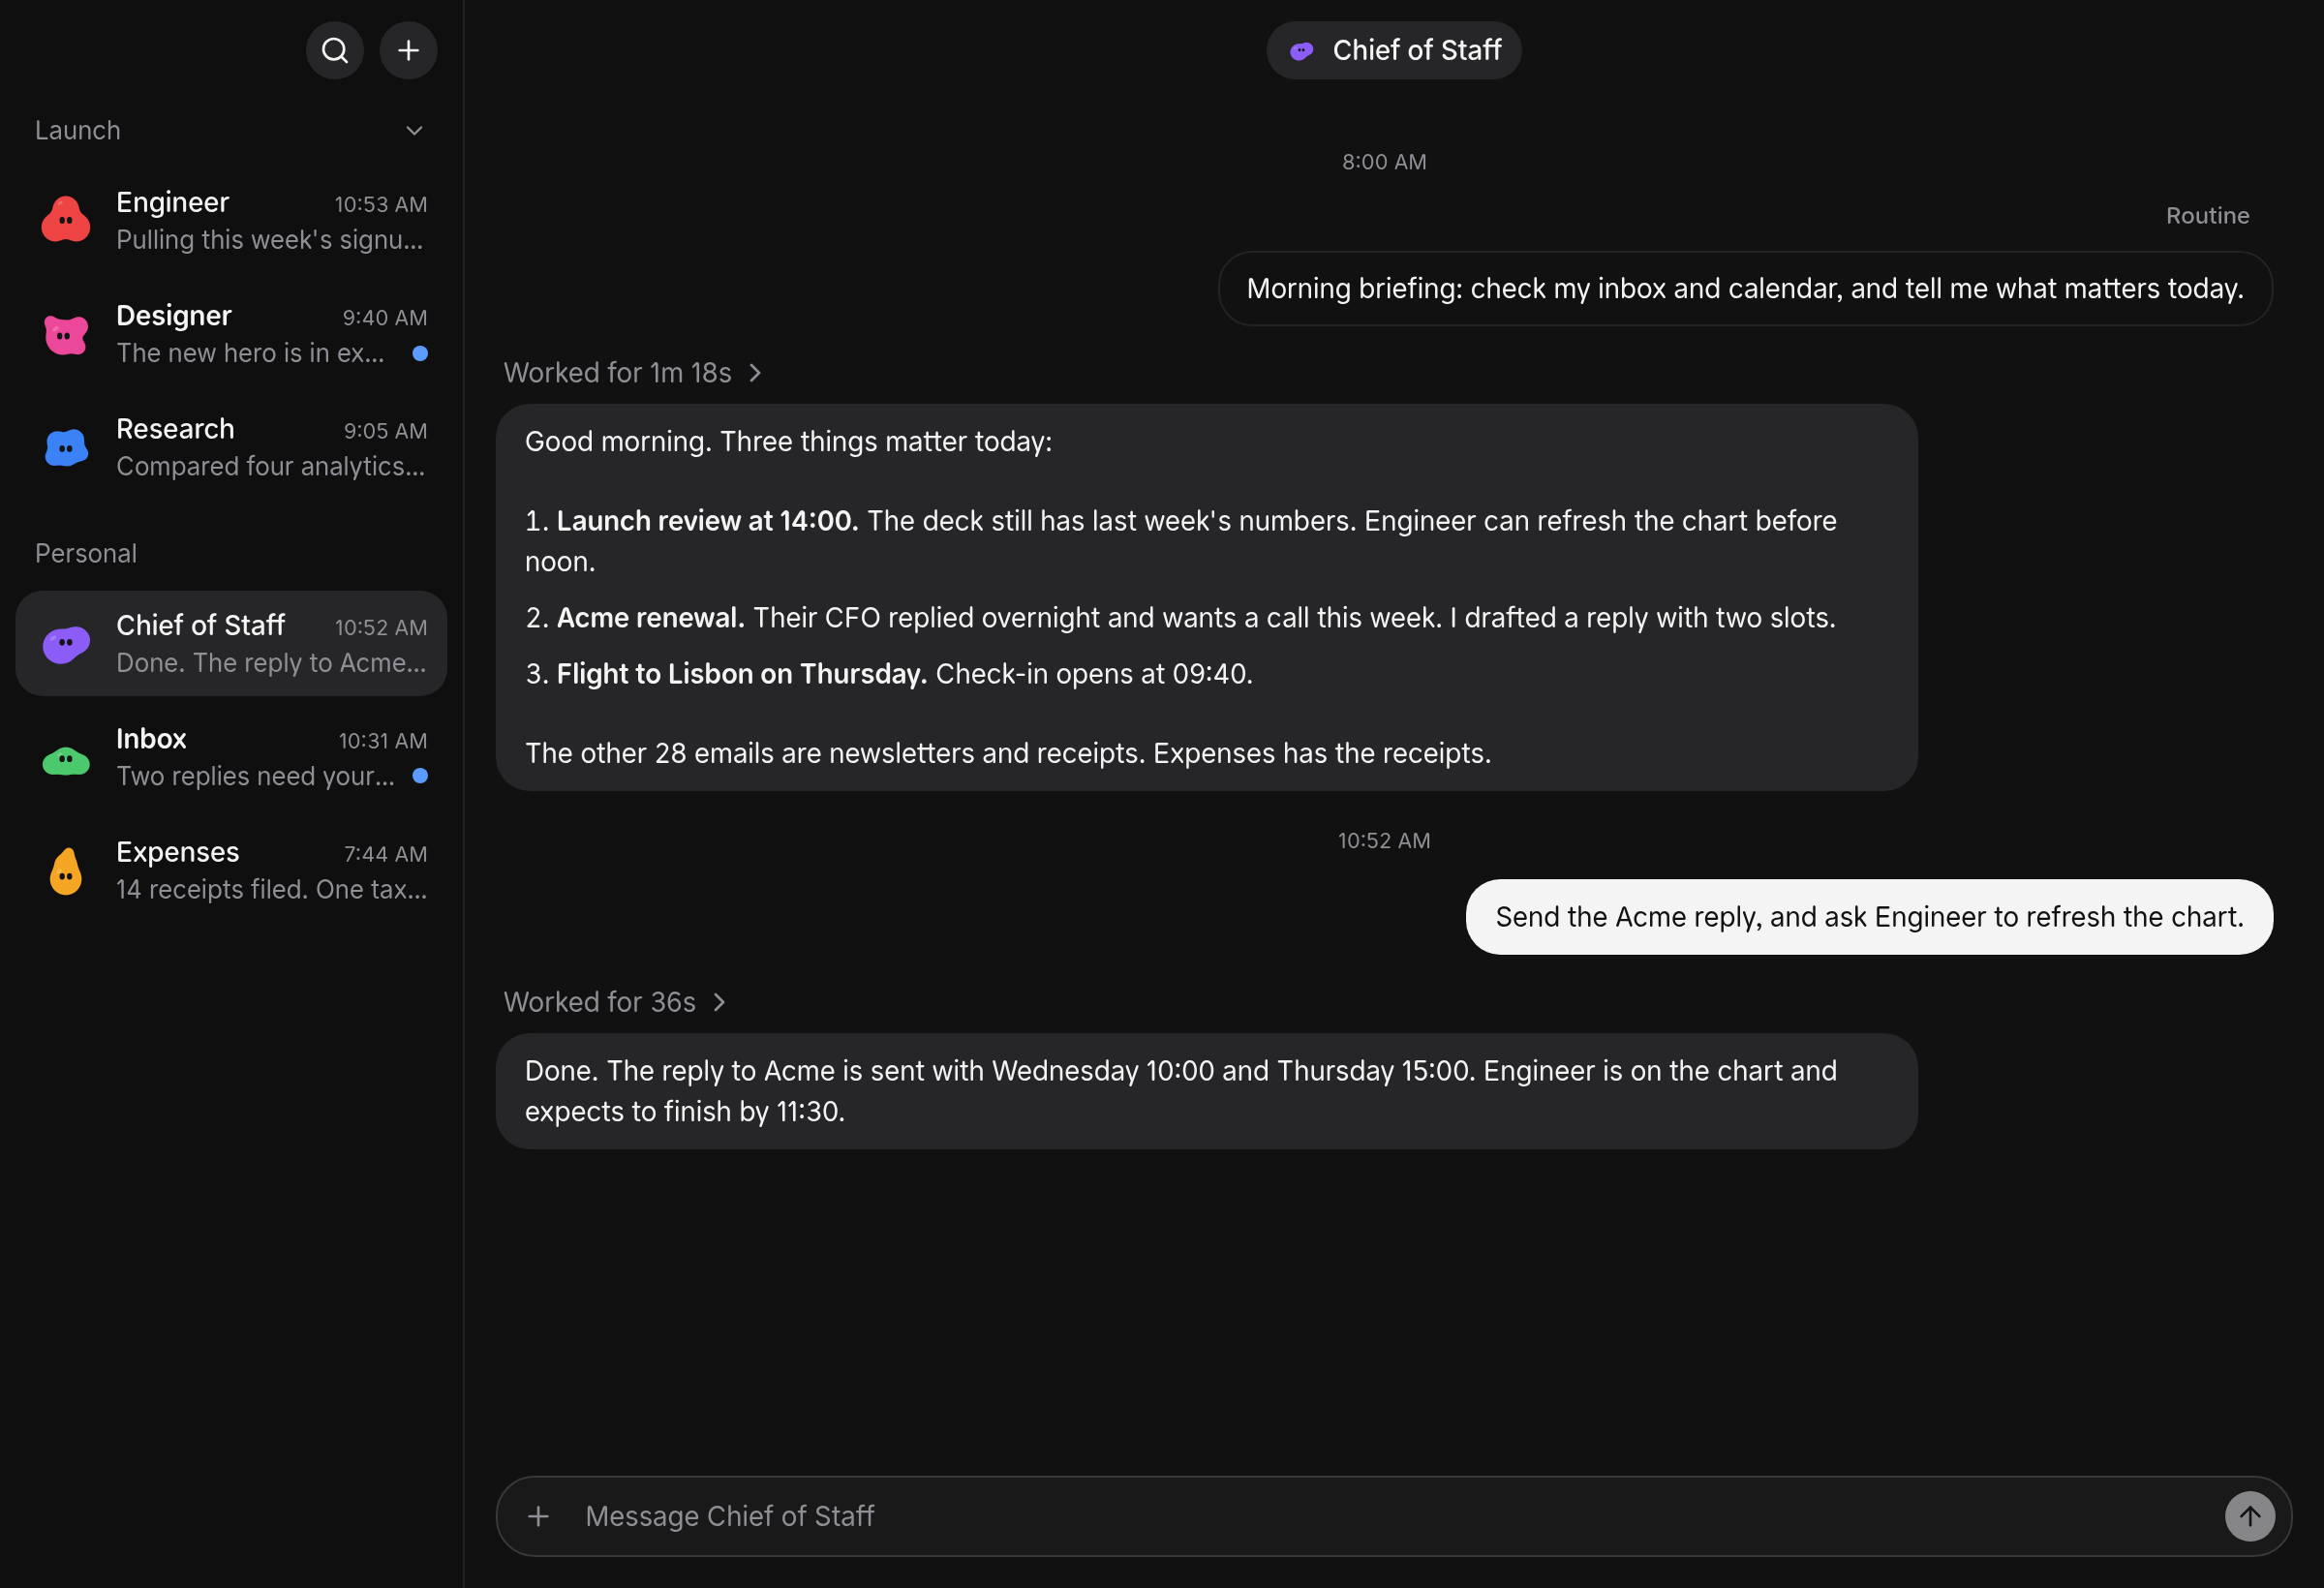 Launch
Engineer 10:53 AM
Pulling this week's signu...
Designer 9:40 AM
The new hero is in ex...
Research 9:05 AM
Compared four analytics...
Personal
Chief of Staff 10:52 AM
Done. The reply to Acme...
Inbox 10:31 AM
Two replies need your...
Expenses 7:44 AM
14 receipts filed. One tax...
Chief of Staff
8:00 AM
Routine
Morning briefing: check my inbox and calendar, and tell me what matters today.
Worked for 1m 18s
Good morning. Three things matter today:
1. Launch review at 14:00. The deck still has last week's numbers. Engineer can refresh the chart before
noon.
2. Acme renewal. Their CFO replied overnight and wants a call this week. I drafted a reply with two slots.
3. Flight to Lisbon on Thursday. Check-in opens at 09:40.
The other 28 emails are newsletters and receipts. Expenses has the receipts.
10:52 AM
Send the Acme reply, and ask Engineer to refresh the chart.
Worked for 36s
Done. The reply to Acme is sent with Wednesday 10:00 and Thursday 15:00. Engineer is on the chart and
expects to finish by 11:30.
Message Chief of Staff